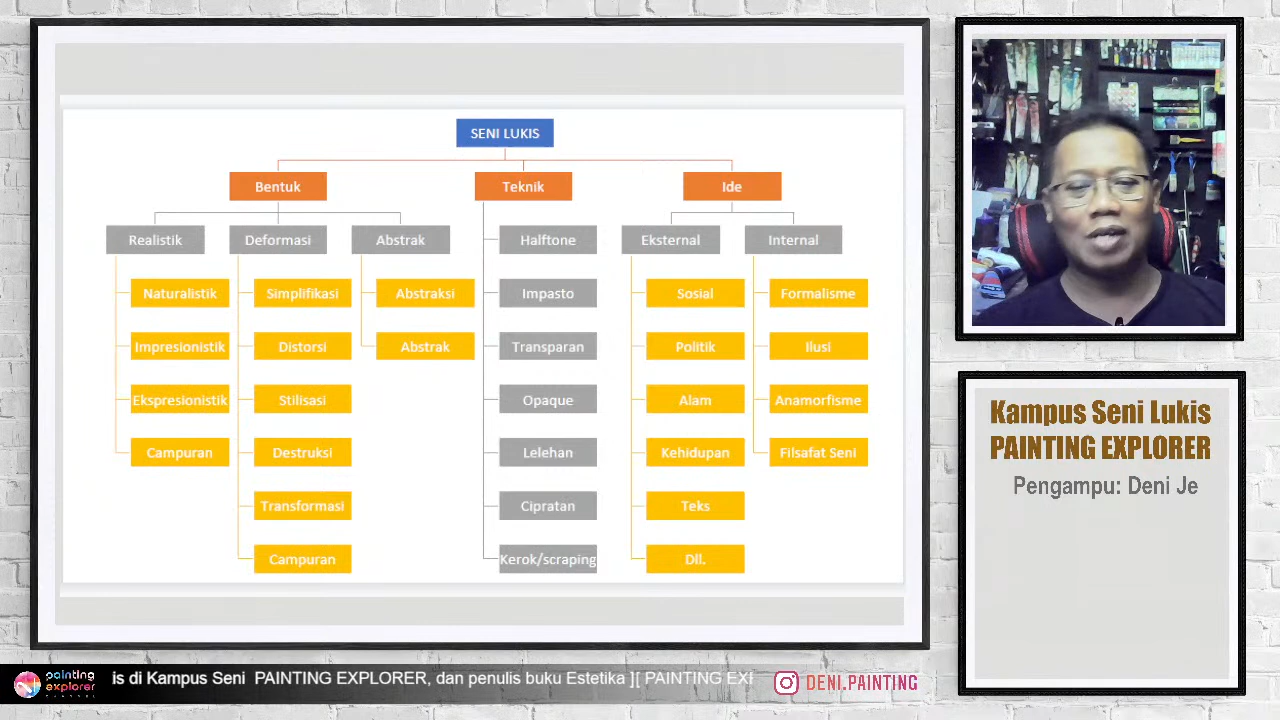 SENI LUKIS
Bentuk
Teknik
Ide
Realistik
Deformasi
Abstrak
Halftone
Eksternal
Internal
Naturalistik
Simplifikasi
Abstraksi
Impasto
Sosial
Formalisme
Impresionistik
Distorsi
Abstrak
Transparan
Politik
Ilusi
Ekspresionistik
Stilisasi
Opaque
Alam
Anamorfisme
Campuran
Destruksi
Lelehan
Kehidupan
Filsafat Seni
Transformasi
Cipratan
Teks
Campuran
Kerok/scraping
Dll.
Kampus Seni Lukis
PAINTING EXPLORER
Pengampu: Deni Je
painting
explorer
CHANNEL
is di Kampus Seni PAINTING EXPLORER, dan penulis buku Estetika ][ PAINTING EXP
DENI.PAINTING